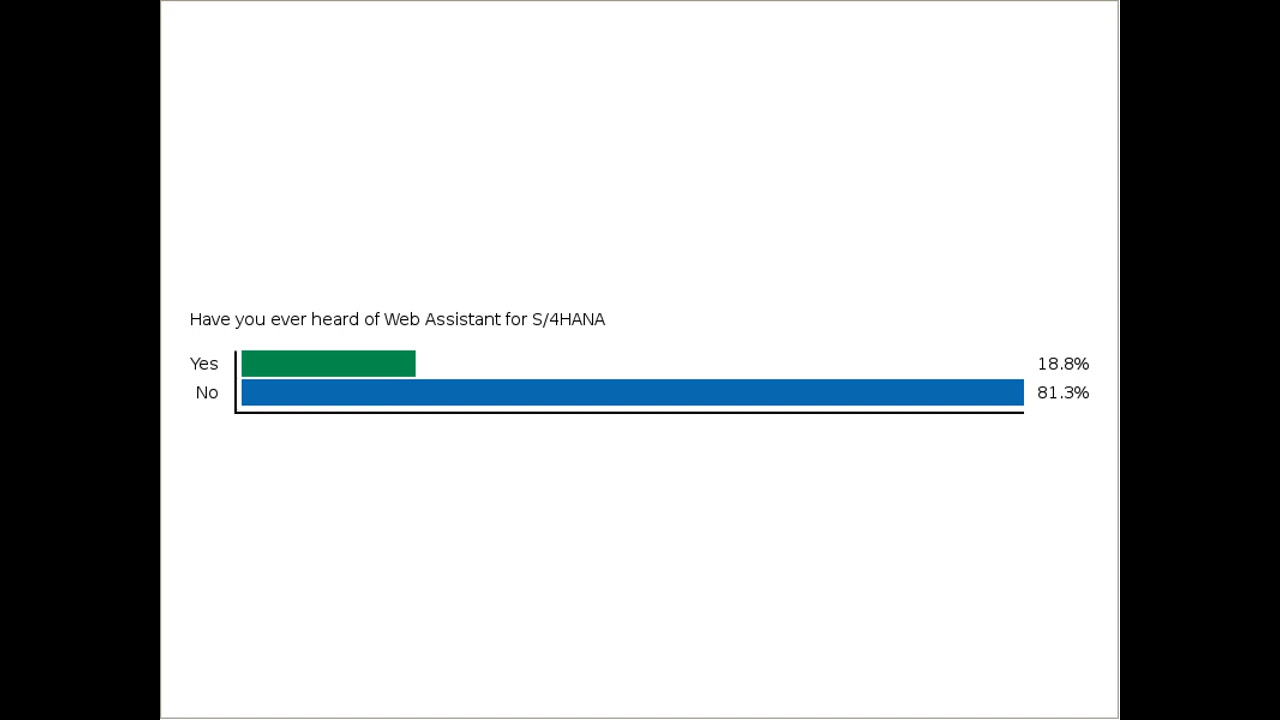 Have you ever heard of Web Assistant for S/4HANA
Yes 18.8%
No 81.3%